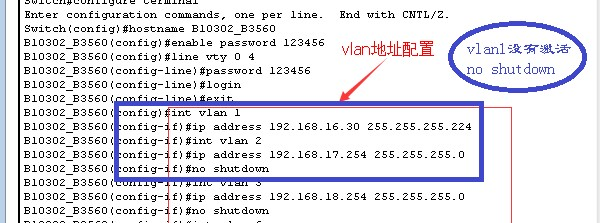 Switch#configure terminal
Enter configuration commands, one per line.  End with CNTL/Z.
Switch(config)#hostname B10302_B3560
B10302_B3560(config)#enable password 123456
B10302_B3560(config)#line vty 0 4
B10302_B3560(config-line)#password 123456
B10302_B3560(config-line)#login
B10302_B3560(config-line)#exit
B10302_B3560(config)#int vlan 1
B10302_B3560(config-if)#ip address 192.168.16.30 255.255.255.224
B10302_B3560(config-if)#int vlan 2
B10302_B3560(config-if)#ip address 192.168.17.254 255.255.255.0
B10302_B3560(config-if)#no shutdown
B10302_B3560(config-if)#int vlan 3
B10302_B3560(config-if)#ip address 192.168.18.254 255.255.255.0
B10302_B3560(config-if)#no shutdown
vlan地址配置
vlan1没有激活
no shutdown